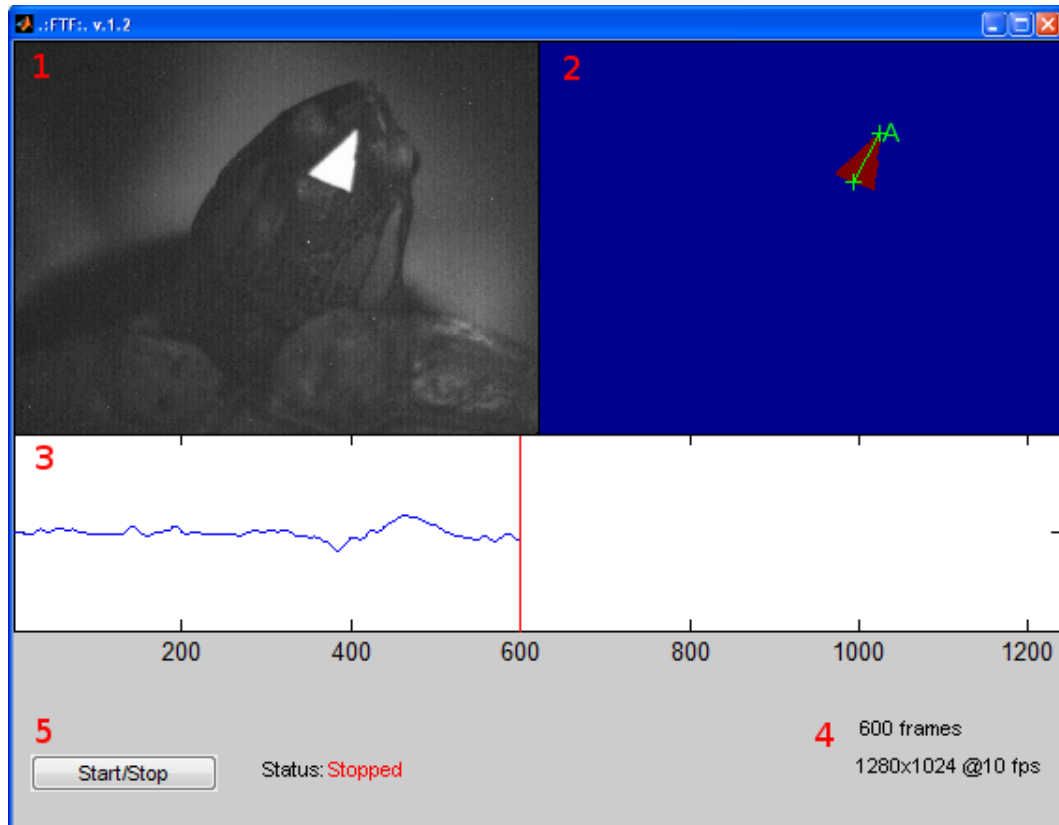 .:FTF:. v.1.2
1
2
A
3
200 400 600 800 1000 1200
5
4
600 frames
Start/Stop
Status: Stopped
1280x1024 @10 fps